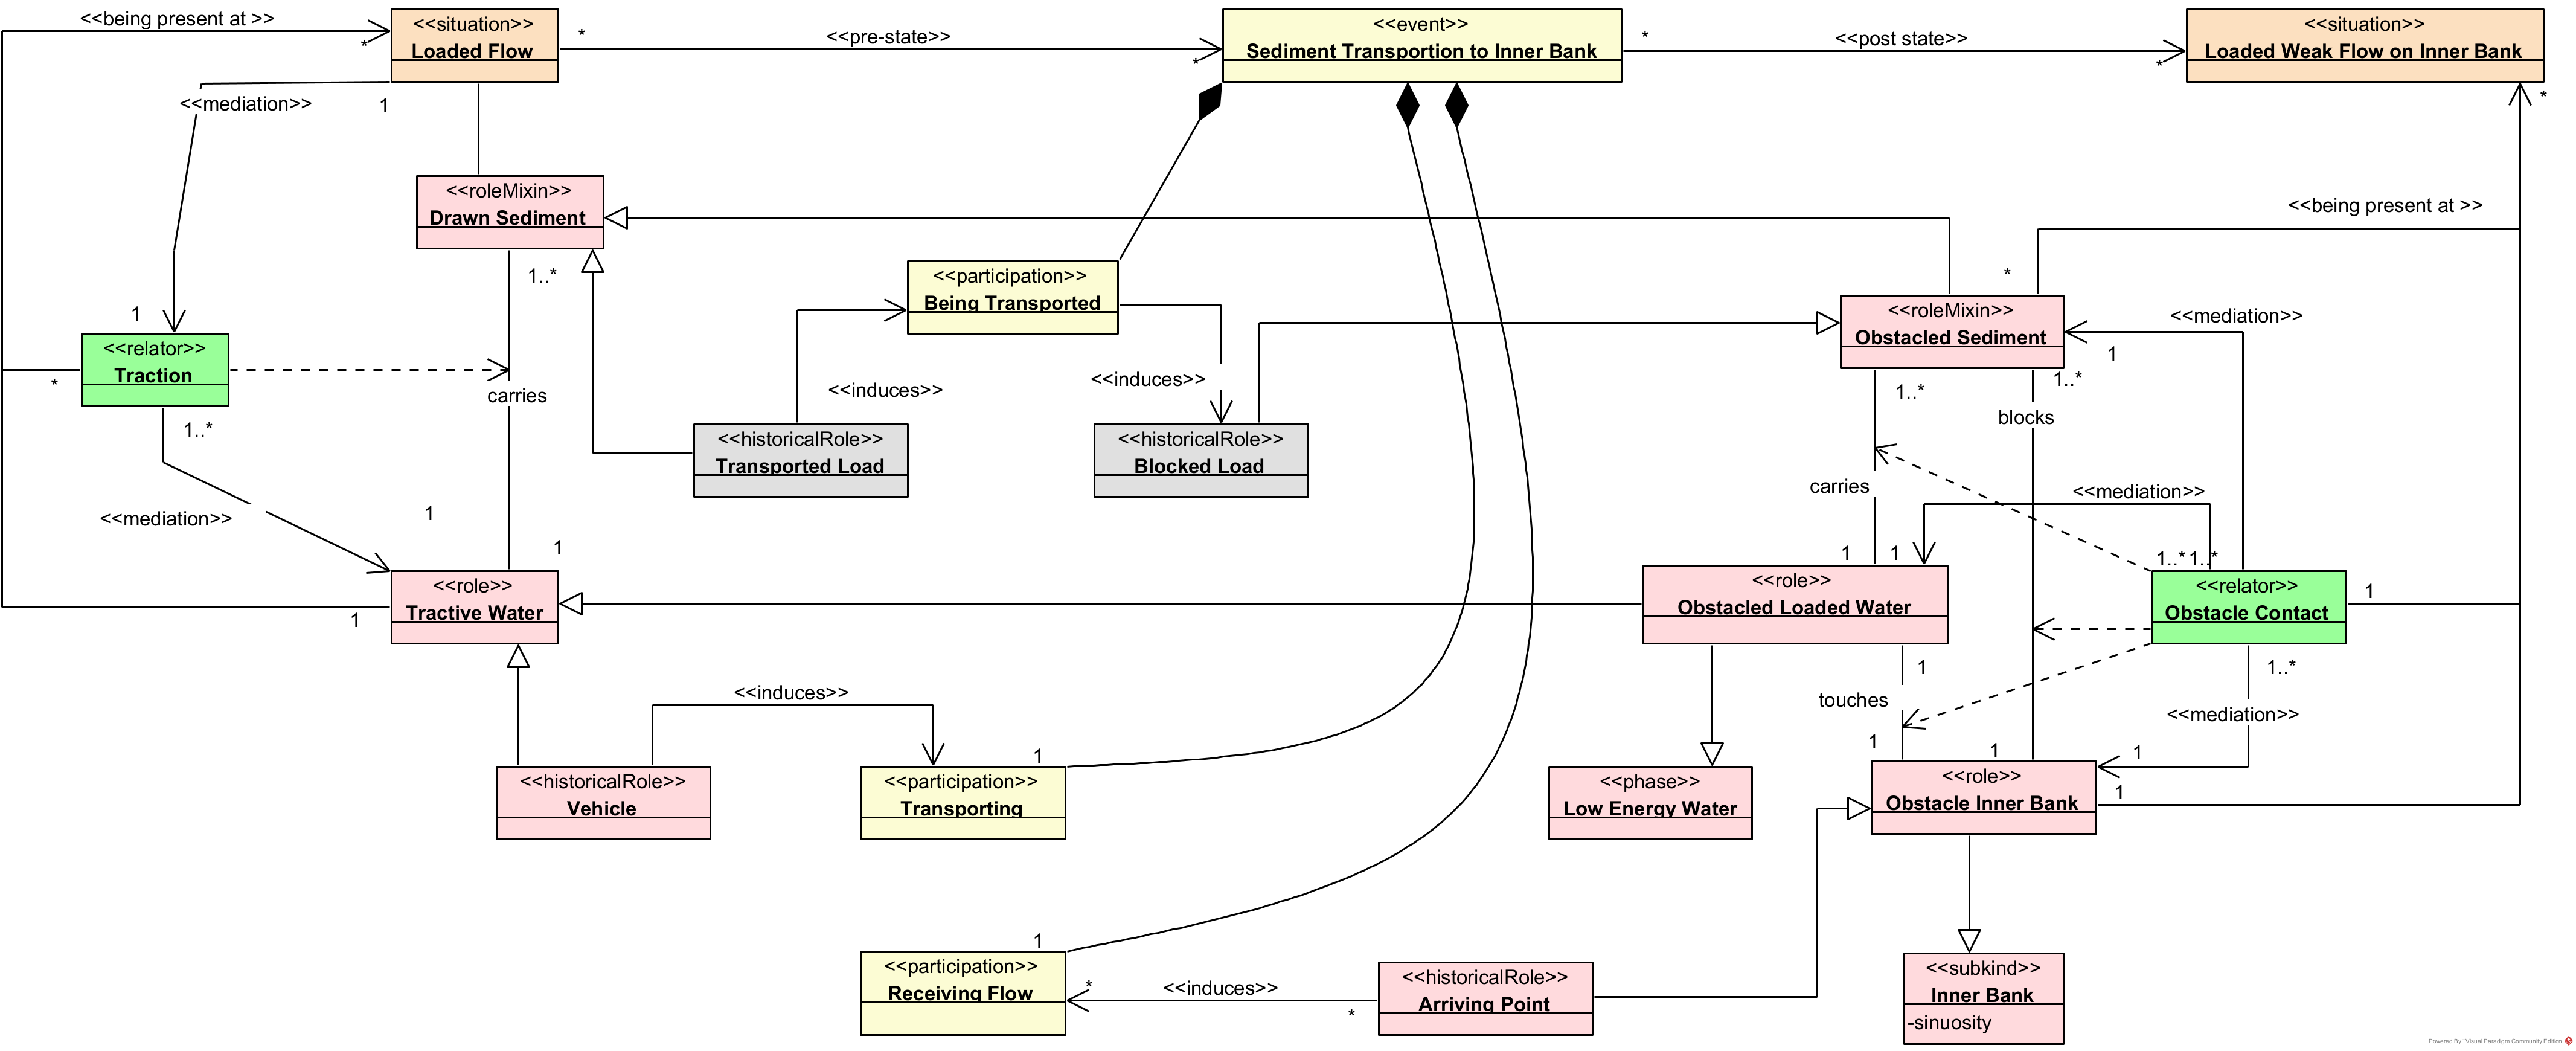 <<being present at >>
*
<<situation>>
Loaded Flow
*
<<pre-state>>
*
<<event>>
Sediment Transportion to Inner Bank
*
<<post state>>
*
<<situation>>
Loaded Weak Flow on Inner Bank
*
<<mediation>>
1
<<roleMixin>>
Drawn Sediment
1..*
<<being present at >>
<<participation>>
Being Transported
*
<<roleMixin>>
Obstacled Sediment
<<mediation>>
1
1
<<relator>>
Traction
*
1..*
carries
<<induces>>
<<induces>>
1..*
1..*
blocks
<<historicalRole>>
Transported Load
<<historicalRole>>
Blocked Load
carries
<<mediation>>
<<mediation>>
1
1
1
1
1..*
1..*
<<role>>
Tractive Water
1
<<role>>
Obstacled Loaded Water
<<relator>>
Obstacle Contact
1
1
1..*
<<induces>>
touches
<<mediation>>
1
1
1
1
<<historicalRole>>
Vehicle
<<participation>>
Transporting
<<phase>>
Low Energy Water
<<role>>
Obstacle Inner Bank
1
1
<<participation>>
Receiving Flow
*
<<induces>>
*
<<historicalRole>>
Arriving Point
<<subkind>>
Inner Bank
-sinuosity
Powered By: Visual Paradigm Community Edition